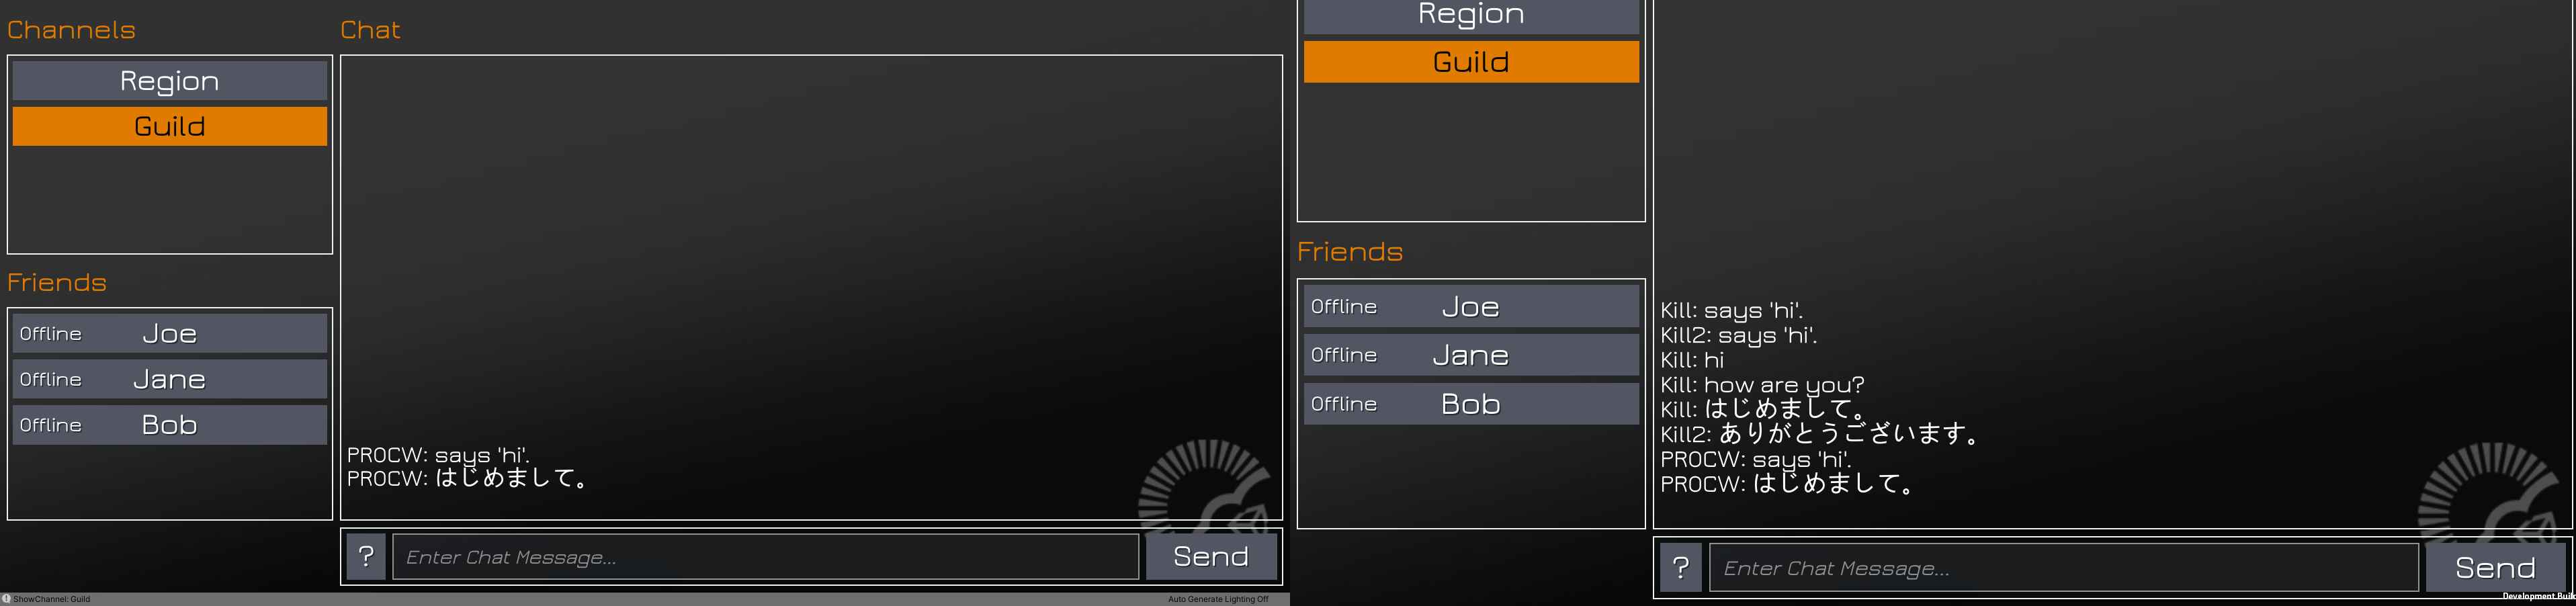 Channels
Region
Guild
Friends
Offline Joe
Offline Jane
Offline Bob
Chat
PROCW: says 'hi'.
PROCW: はじめまして。
? Enter Chat Message... Send
ShowChannel: Guild
Auto Generate Lighting Off
Region
Guild
Friends
Offline Joe
Offline Jane
Offline Bob
Kill: says 'hi'.
Kill2: says 'hi'.
Kill: hi
Kill: how are you?
Kill: はじめまして。
Kill2: ありがとうございます。
PROCW: says 'hi'.
PROCW: はじめまして。
? Enter Chat Message... Send
Development Build